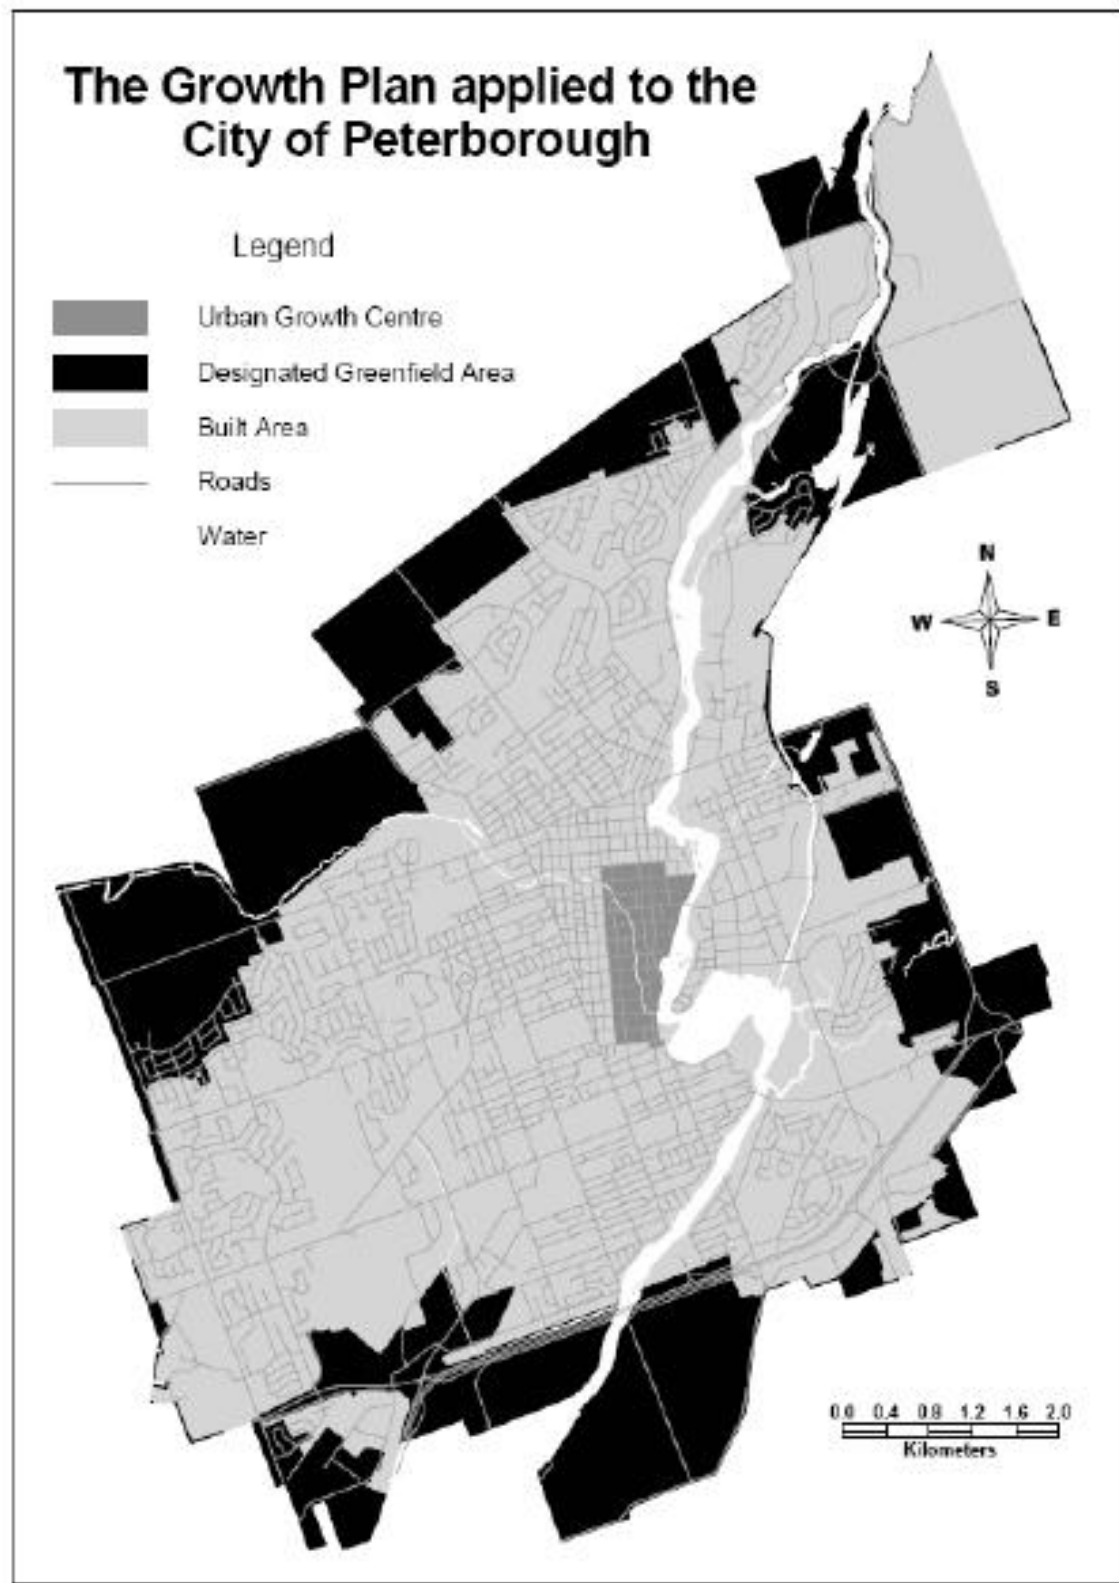 The Growth Plan applied to the
City of Peterborough
Legend
Urban Growth Centre
Designated Greenfield Area
Built Area
Roads
Water
N
W E
S
0.0 0.4 0.8 1.2 1.6 2.0
Kilometers